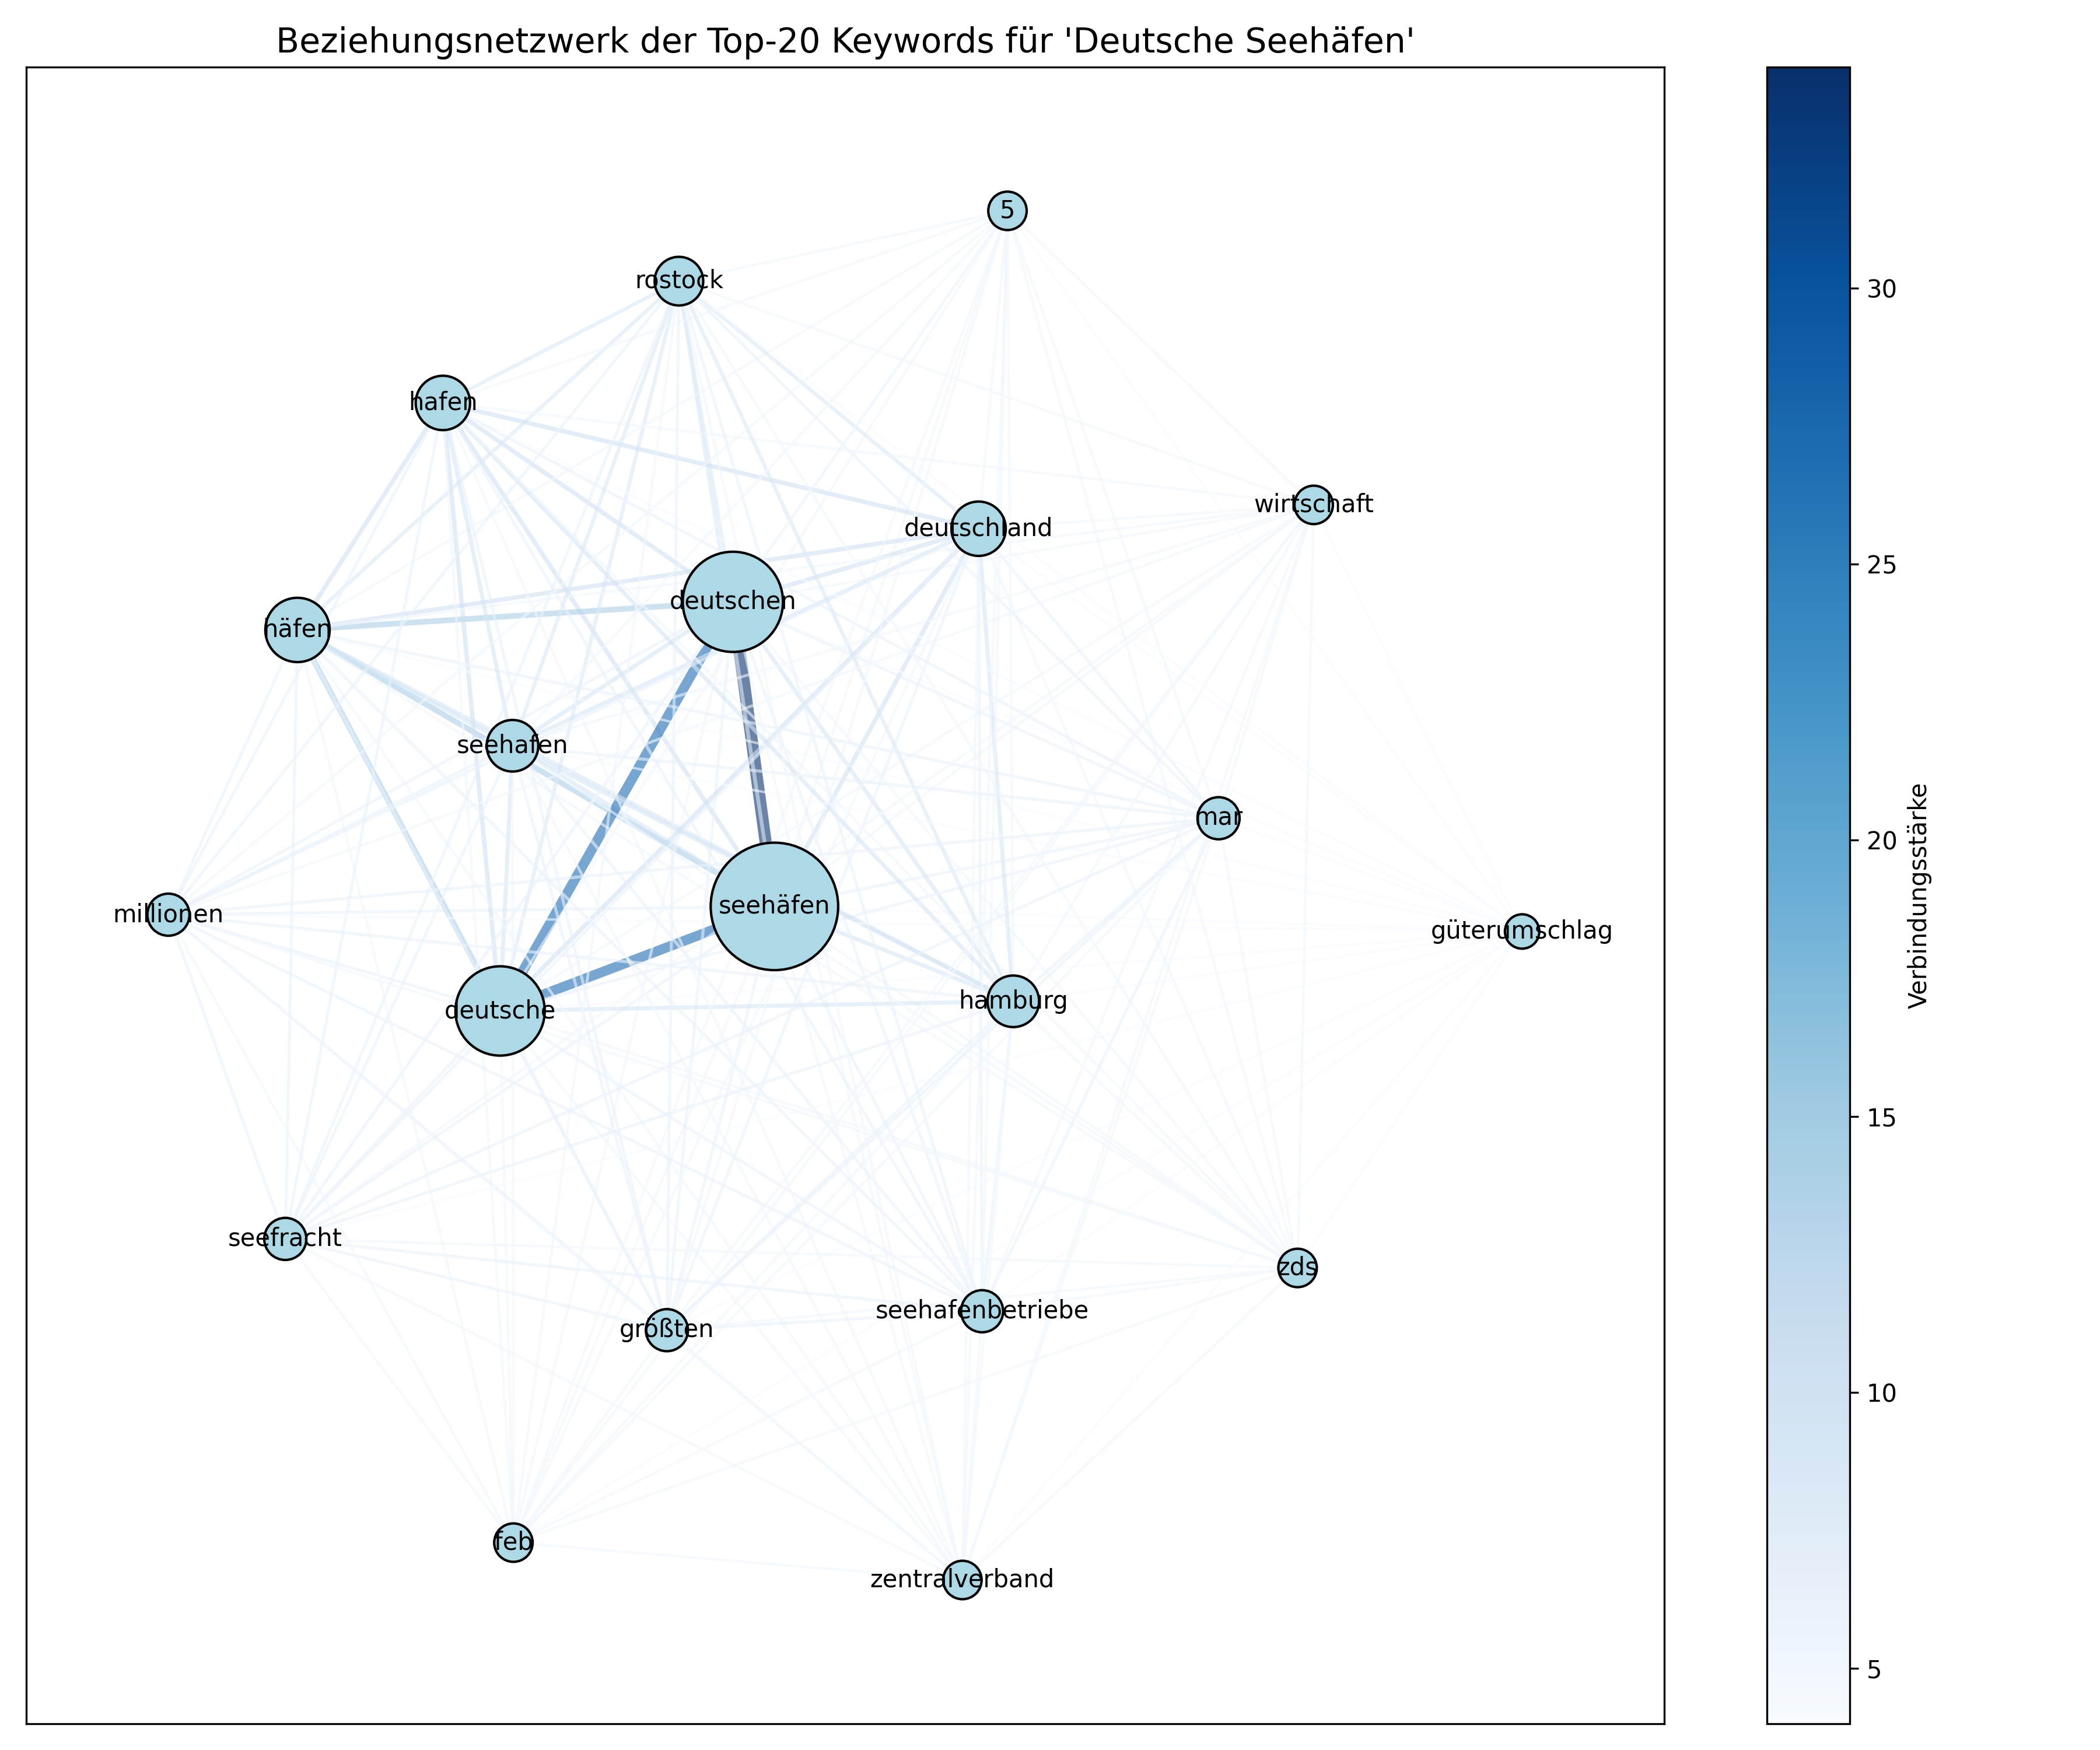 Beziehungsnetzwerk der Top-20 Keywords für 'Deutsche Seehäfen'
5
rostock
hafen
wirtschaft
deutschland
deutschen
häfen
seehafen
mar
seehäfen
millionen
güterumschlag
hamburg
deutsche
seefracht
zds
seehafenbetriebe
größten
feb
zentralverband
30
25
20
15
10
5
Verbindungsstärke